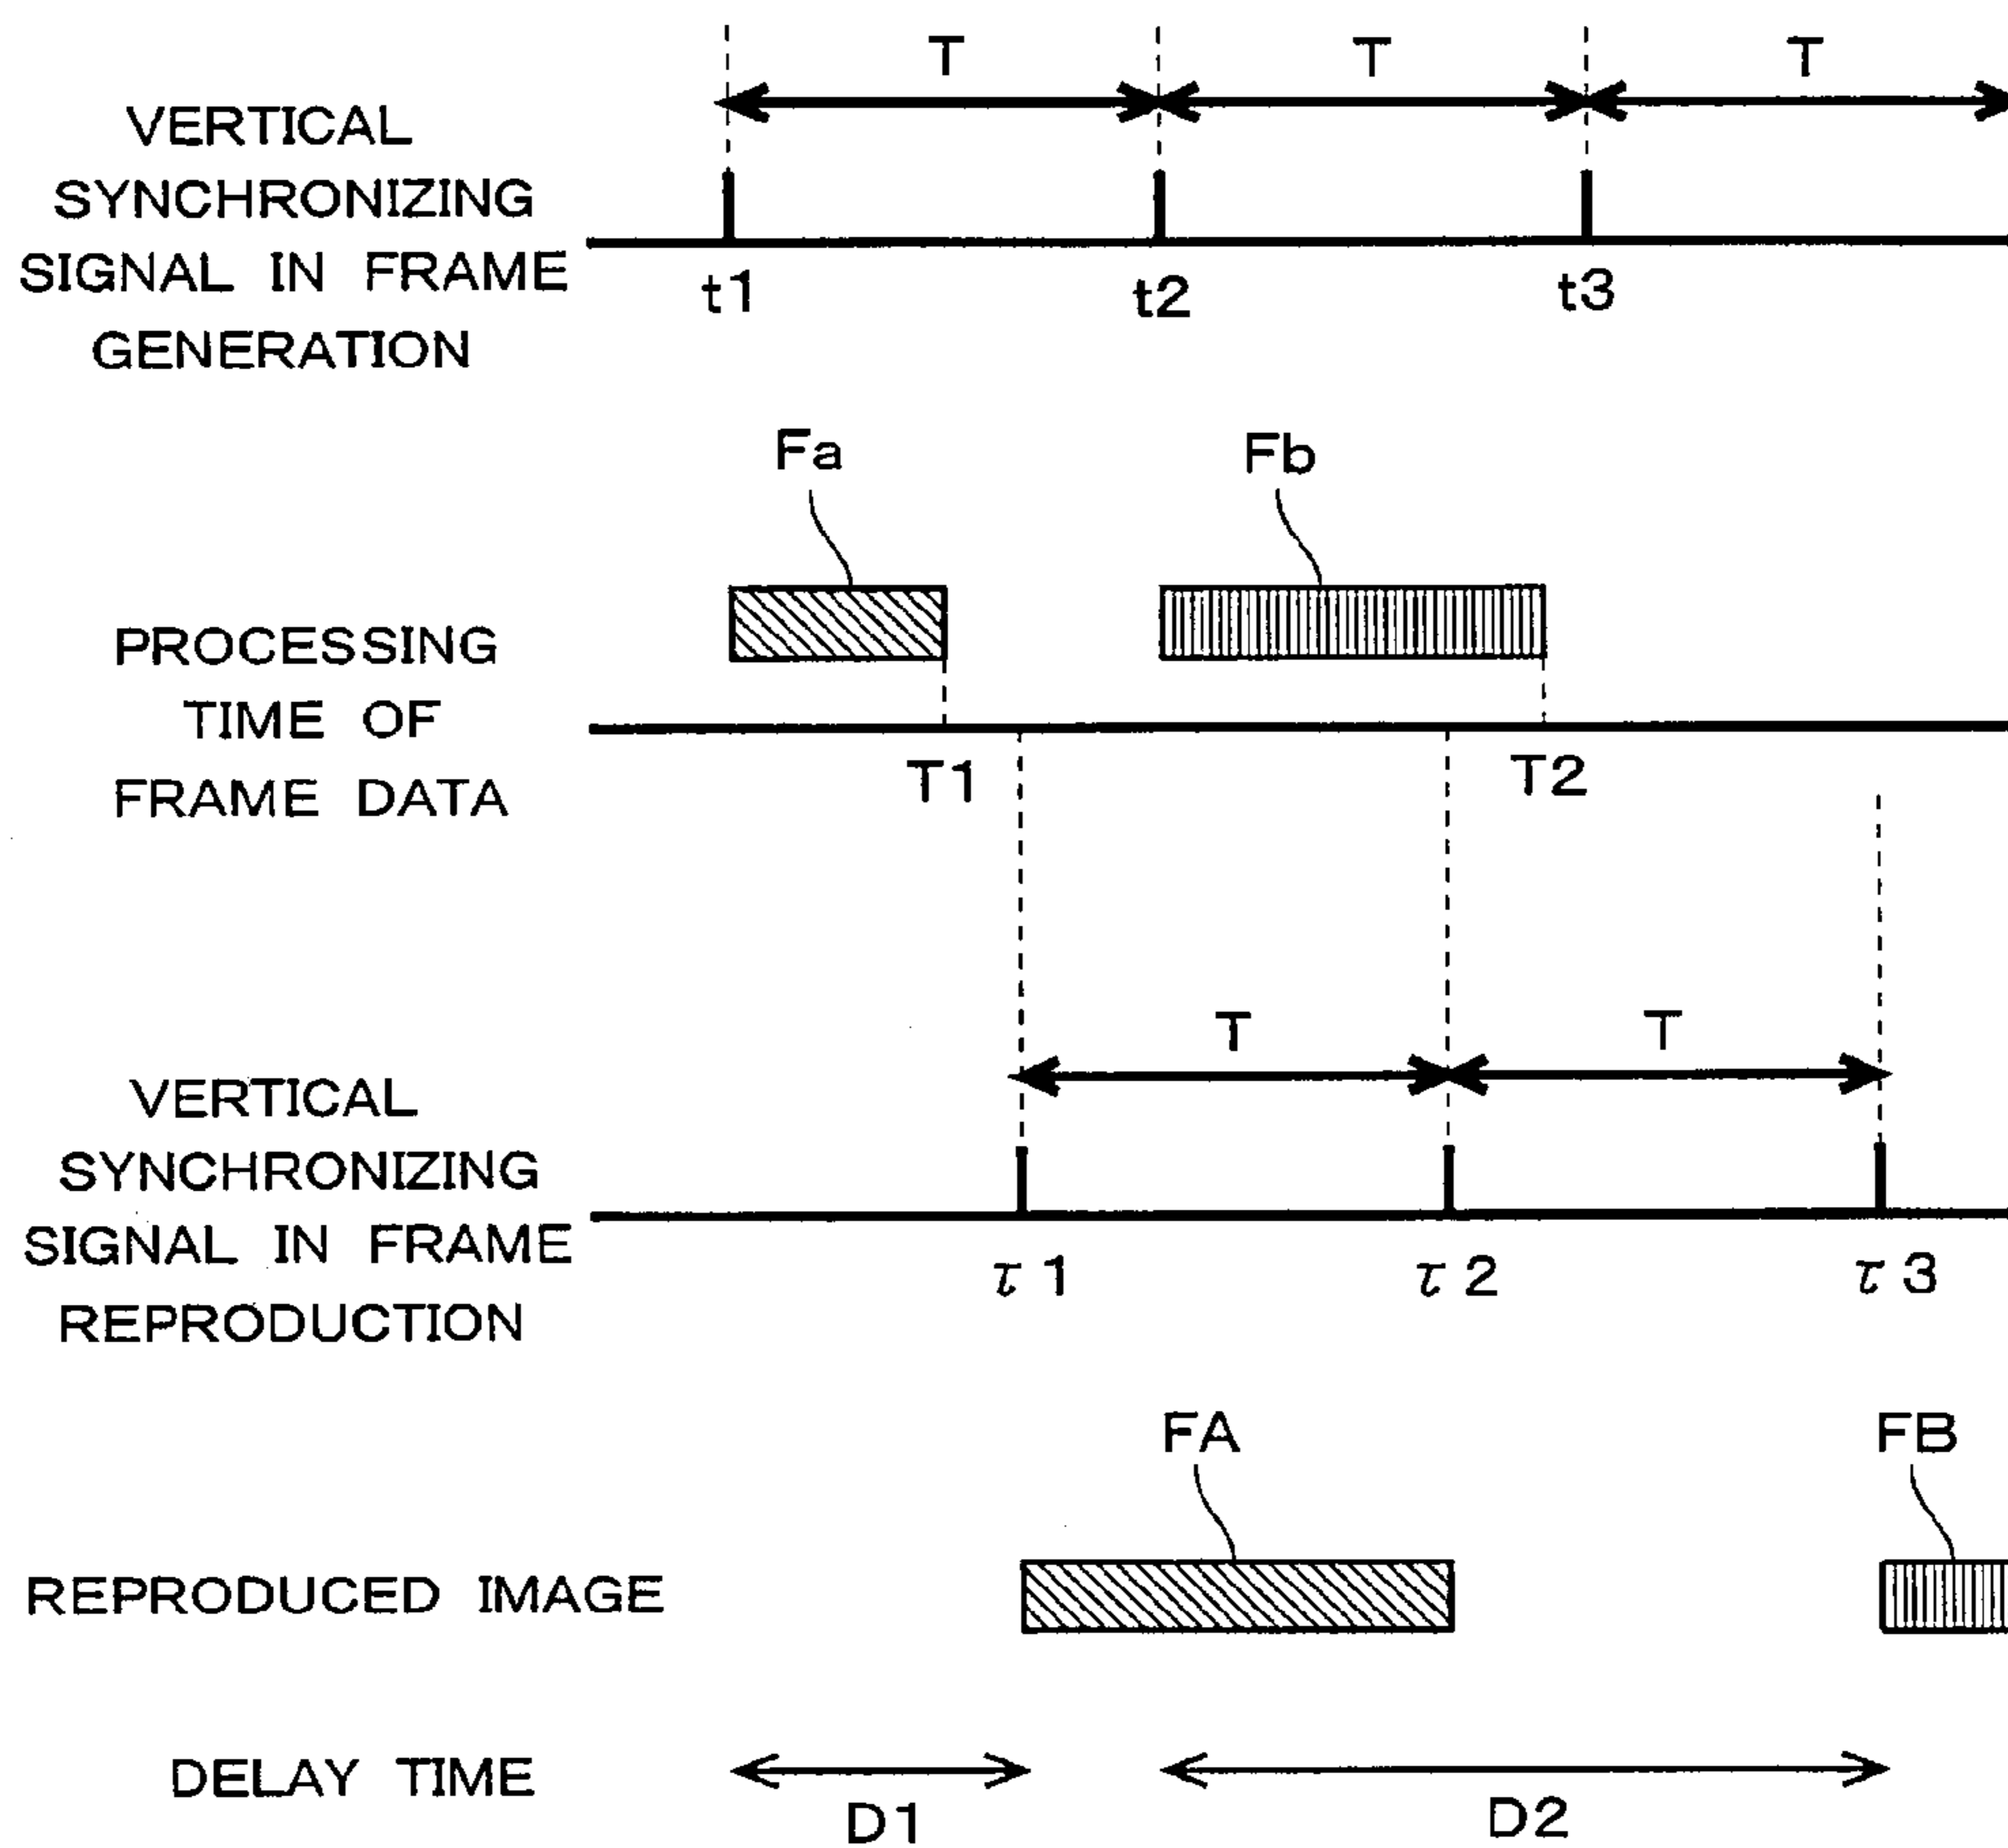 T T T
VERTICAL
SYNCHRONIZING
SIGNAL IN FRAME
GENERATION
t1 t2 t3
Fa Fb
PROCESSING
TIME OF
FRAME DATA
T1 T2
T T
VERTICAL
SYNCHRONIZING
SIGNAL IN FRAME
REPRODUCTION
τ1 τ2 τ3
FA FB
REPRODUCED IMAGE
DELAY TIME
D1 D2